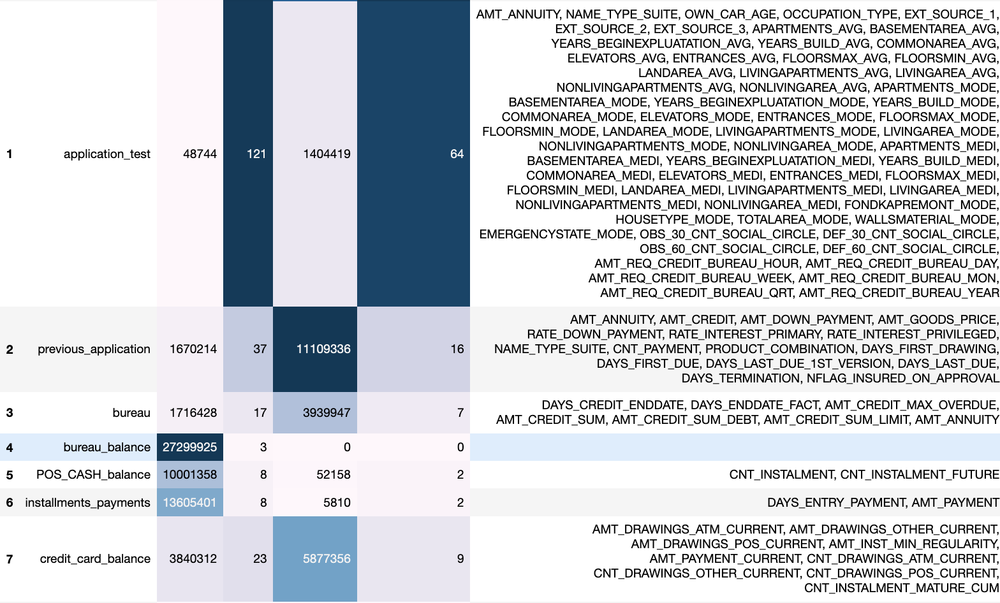 AMT_ANNUITY, NAME_TYPE_SUITE, OWN_CAR_AGE, OCCUPATION_TYPE, EXT_SOURCE_1,
EXT_SOURCE_2, EXT_SOURCE_3, APARTMENTS_AVG, BASEMENTAREA_AVG,
YEARS_BEGINEXPLUATATION_AVG, YEARS_BUILD_AVG, COMMONAREA_AVG,
ELEVATORS_AVG, ENTRANCES_AVG, FLOORSMAX_AVG, FLOORSMIN_AVG,
LANDAREA_AVG, LIVINGAPARTMENTS_AVG, LIVINGAREA_AVG,
NONLIVINGAPARTMENTS_AVG, NONLIVINGAREA_AVG, APARTMENTS_MODE,
BASEMENTAREA_MODE, YEARS_BEGINEXPLUATATION_MODE, YEARS_BUILD_MODE,
COMMONAREA_MODE, ELEVATORS_MODE, ENTRANCES_MODE, FLOORSMAX_MODE,
FLOORSMIN_MODE, LANDAREA_MODE, LIVINGAPARTMENTS_MODE, LIVINGAREA_MODE,
NONLIVINGAPARTMENTS_MODE, NONLIVINGAREA_MODE, APARTMENTS_MEDI,
1 application_test 48744 121 1404419 64
BASEMENTAREA_MEDI, YEARS_BEGINEXPLUATATION_MEDI, YEARS_BUILD_MEDI,
COMMONAREA_MEDI, ELEVATORS_MEDI, ENTRANCES_MEDI, FLOORSMAX_MEDI,
FLOORSMIN_MEDI, LANDAREA_MEDI, LIVINGAPARTMENTS_MEDI, LIVINGAREA_MEDI,
NONLIVINGAPARTMENTS_MEDI, NONLIVINGAREA_MEDI, FONDKAPREMONT_MODE,
HOUSETYPE_MODE, TOTALAREA_MODE, WALLSMATERIAL_MODE,
EMERGENCYSTATE_MODE, OBS_30_CNT_SOCIAL_CIRCLE, DEF_30_CNT_SOCIAL_CIRCLE,
OBS_60_CNT_SOCIAL_CIRCLE, DEF_60_CNT_SOCIAL_CIRCLE,
AMT_REQ_CREDIT_BUREAU_HOUR, AMT_REQ_CREDIT_BUREAU_DAY,
AMT_REQ_CREDIT_BUREAU_WEEK, AMT_REQ_CREDIT_BUREAU_MON,
AMT_REQ_CREDIT_BUREAU_QRT, AMT_REQ_CREDIT_BUREAU_YEAR
AMT_ANNUITY, AMT_CREDIT, AMT_DOWN_PAYMENT, AMT_GOODS_PRICE,
RATE_DOWN_PAYMENT, RATE_INTEREST_PRIMARY, RATE_INTEREST_PRIVILEGED,
2 previous_application 1670214 37 11109336 16 NAME_TYPE_SUITE, CNT_PAYMENT, PRODUCT_COMBINATION, DAYS_FIRST_DRAWING,
DAYS_FIRST_DUE, DAYS_LAST_DUE_1ST_VERSION, DAYS_LAST_DUE,
DAYS_TERMINATION, NFLAG_INSURED_ON_APPROVAL
3 bureau 1716428 17 3939947 7
DAYS_CREDIT_ENDDATE, DAYS_ENDDATE_FACT, AMT_CREDIT_MAX_OVERDUE,
AMT_CREDIT_SUM, AMT_CREDIT_SUM_DEBT, AMT_CREDIT_SUM_LIMIT, AMT_ANNUITY
4 bureau_balance 27299925 3 0 0
5 POS_CASH_balance 10001358 8 52158 2 CNT_INSTALMENT, CNT_INSTALMENT_FUTURE
6 installments_payments 13605401 8 5810 2 DAYS_ENTRY_PAYMENT, AMT_PAYMENT
AMT_DRAWINGS_ATM_CURRENT, AMT_DRAWINGS_OTHER_CURRENT,
AMT_DRAWINGS_POS_CURRENT, AMT_INST_MIN_REGULARITY,
7 credit_card_balance 3840312 23 5877356 9 AMT_PAYMENT_CURRENT, CNT_DRAWINGS_ATM_CURRENT,
CNT_DRAWINGS_OTHER_CURRENT, CNT_DRAWINGS_POS_CURRENT,
CNT_INSTALMENT_MATURE_CUM